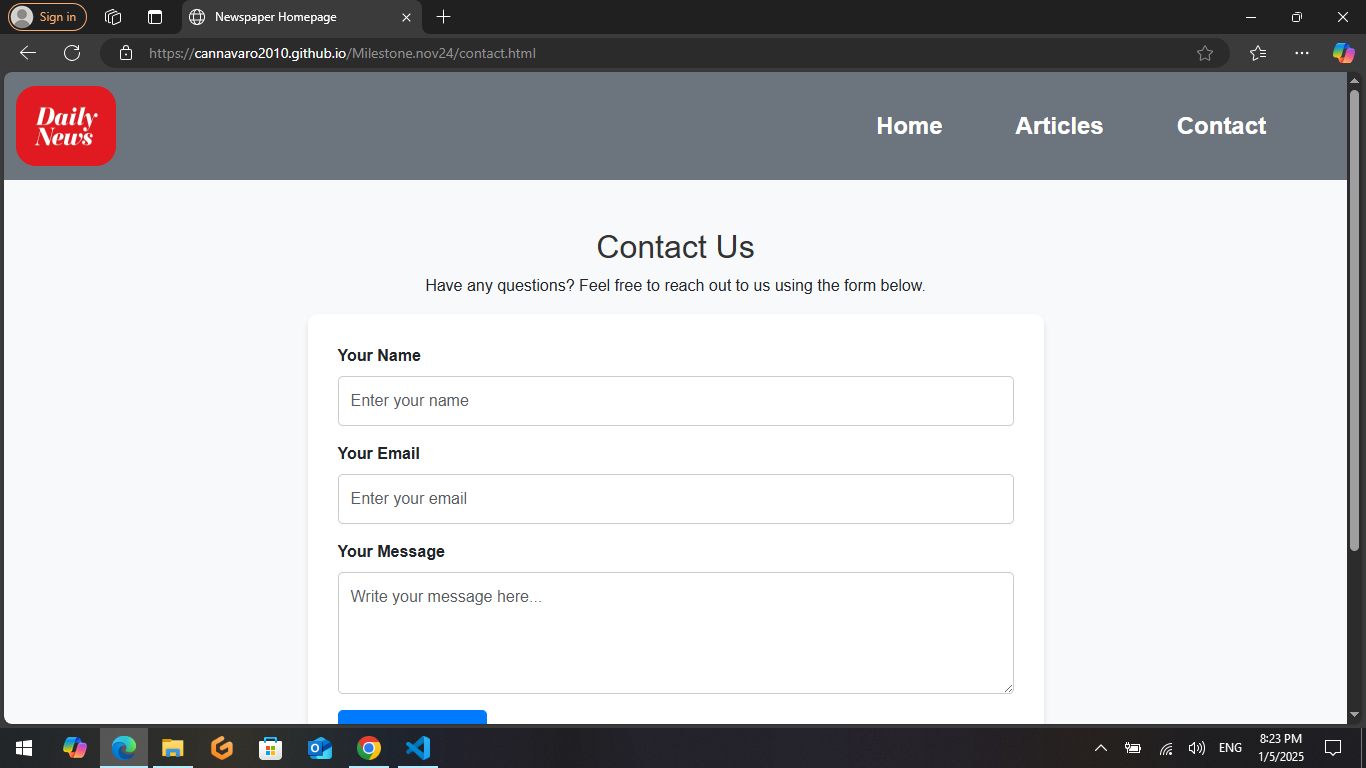 Sign in
Newspaper Homepage
https://cannavaro2010.github.io/Milestone.nov24/contact.html
Daily
News
Home
Articles
Contact
Contact Us
Have any questions? Feel free to reach out to us using the form below.
Your Name
Enter your name
Your Email
Enter your email
Your Message
Write your message here...
ENG
8:23 PM
1/5/2025